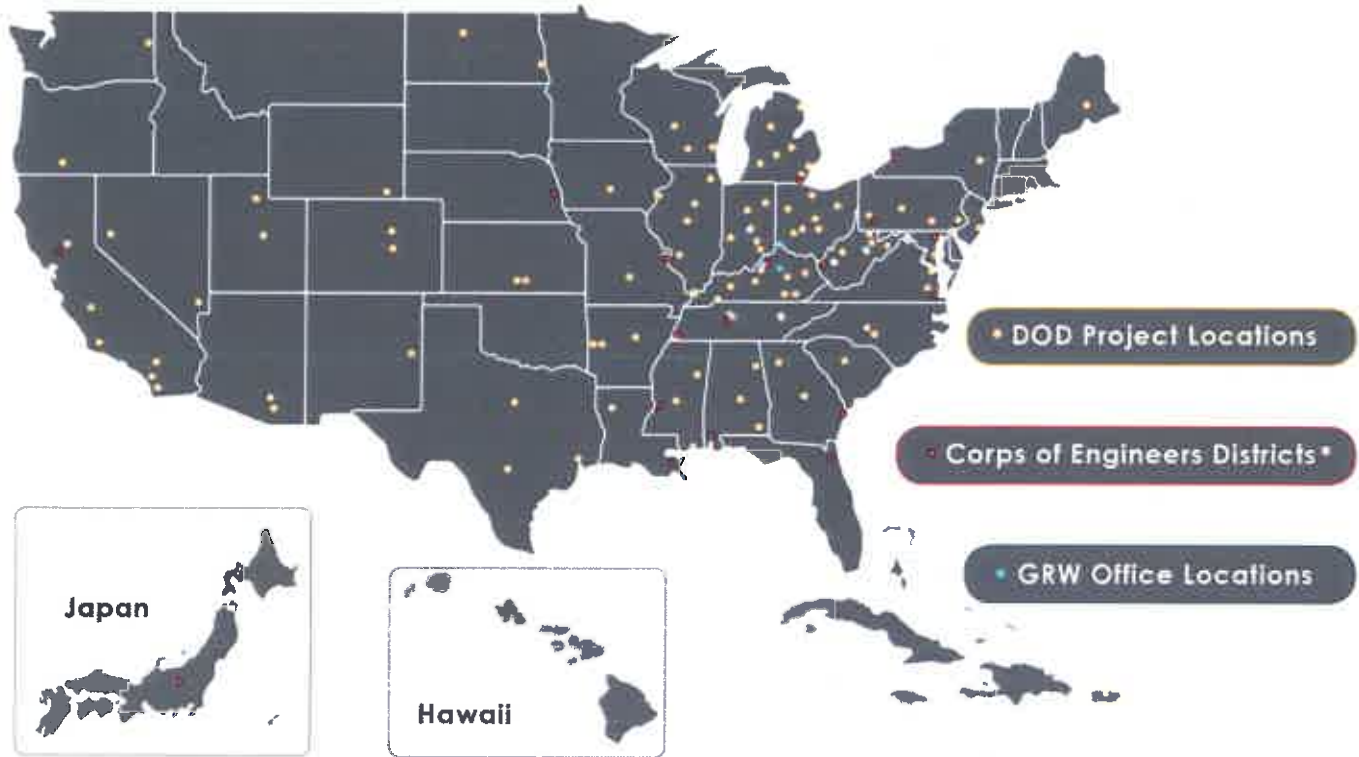 DOD Project Locations
Corps of Engineers Districts*
GRW Office Locations
Japan
Hawaii